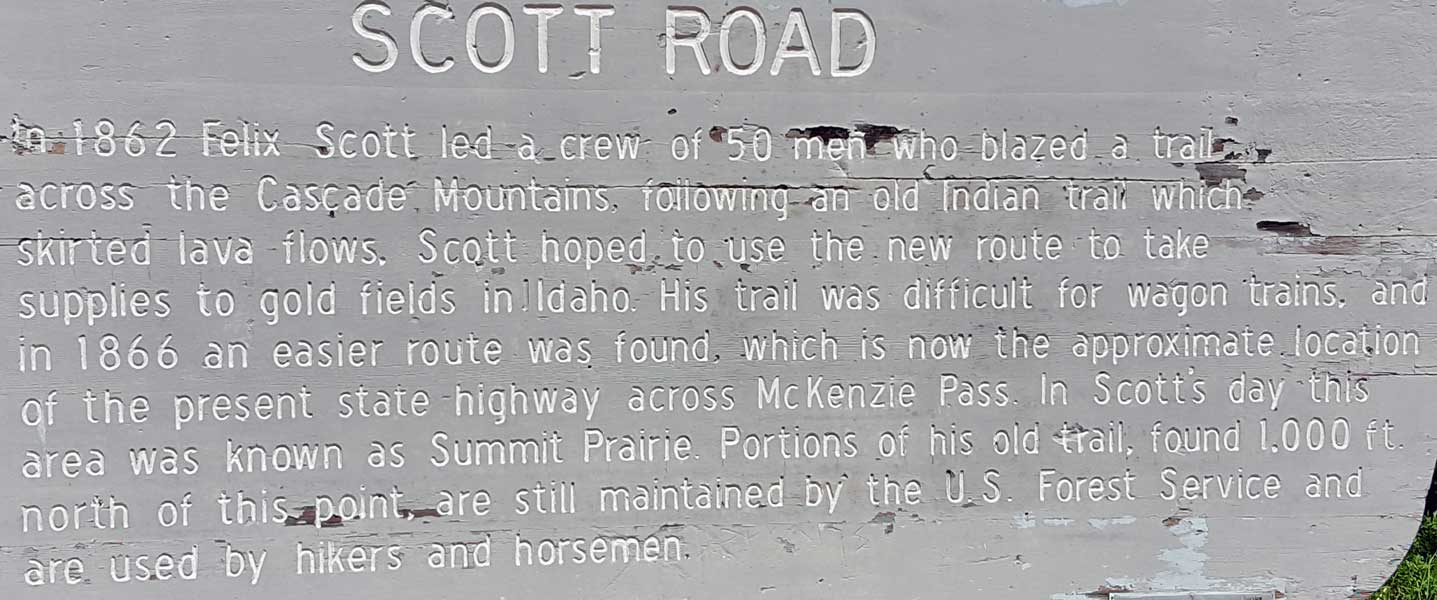 SCOTT ROAD
In 1862 Felix Scott led a crew of 50 men who blazed a trail
across the Cascade Mountains, following an old Indian trail which
skirted lava flows. Scott hoped to use the new route to take
supplies to gold fields in Idaho. His trail was difficult for wagon trains, and
in 1866 an easier route was found, which is now the approximate location
of the present state highway across McKenzie Pass. In Scott's day this
area was known as Summit Prairie. Portions of his old trail, found 1,000 ft.
north of this point, are still maintained by the U.S. Forest Service and
are used by hikers and horsemen.